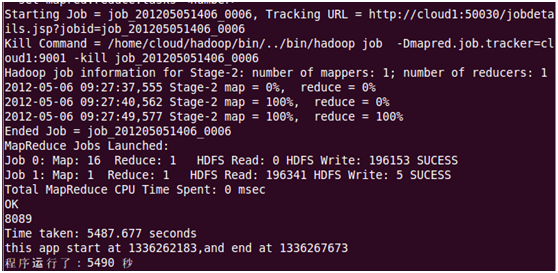 Starting Job = job_201205051406_0006, Tracking URL = http://cloud1:50030/jobdeta
ils.jsp?jobid=job_201205051406_0006
Kill Command = /home/cloud/hadoop/bin/../bin/hadoop job  -Dmapred.job.tracker=cl
oud1:9001 -kill job_201205051406_0006
Hadoop job information for Stage-2: number of mappers: 1; number of reducers: 1
2012-05-06 09:27:37,555 Stage-2 map = 0%,  reduce = 0%
2012-05-06 09:27:40,562 Stage-2 map = 100%,  reduce = 0%
2012-05-06 09:27:49,577 Stage-2 map = 100%,  reduce = 100%
Ended Job = job_201205051406_0006
MapReduce Jobs Launched:
Job 0: Map: 16  Reduce: 1   HDFS Read: 0 HDFS Write: 196153 SUCESS
Job 1: Map: 1  Reduce: 1   HDFS Read: 196341 HDFS Write: 5 SUCESS
Total MapReduce CPU Time Spent: 0 msec
OK
8089
Time taken: 5487.677 seconds
this app start at 1336262183,and end at 1336267673
程序运行了：5490 秒